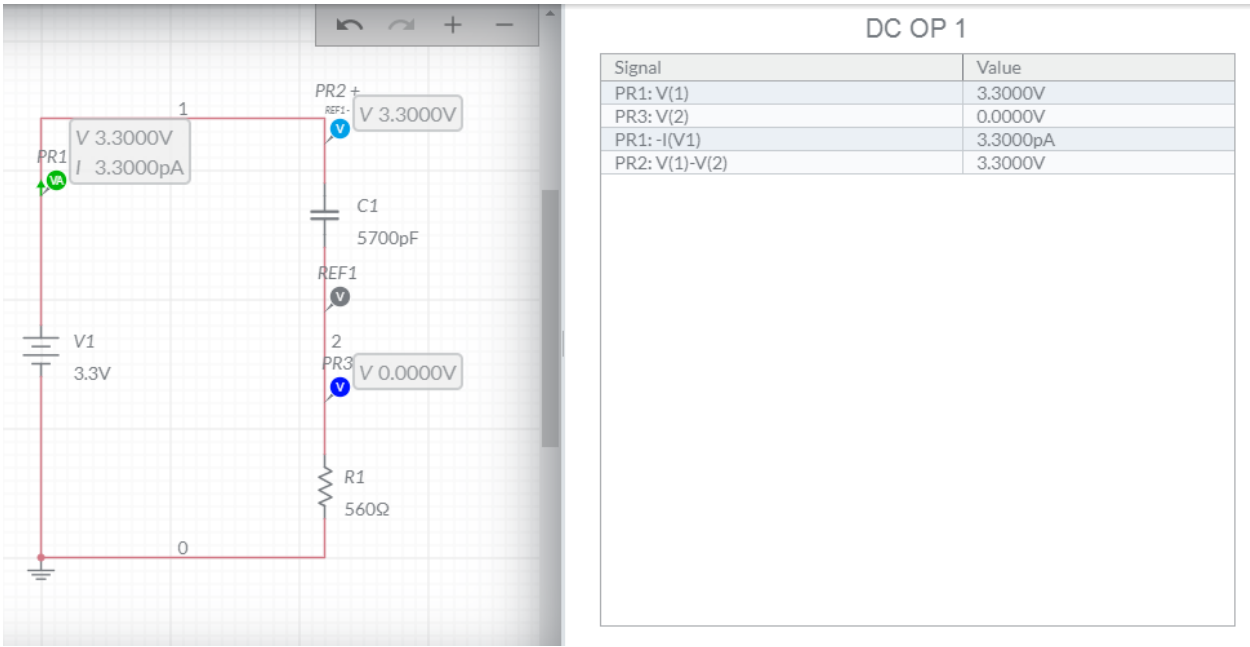 DC OP 1
Signal Value
PR1: V(1) 3.3000V
PR3: V(2) 0.0000V
PR1: -I(V1) 3.3000pA
PR2: V(1)-V(2) 3.3000V
1
V 3.3000V
I 3.3000pA
PR1
VA
PR2 +
REF1-
V 3.3000V
V
C1
5700pF
REF1
V
2
PR3
V 0.0000V
V
V1
3.3V
R1
560Ω
0